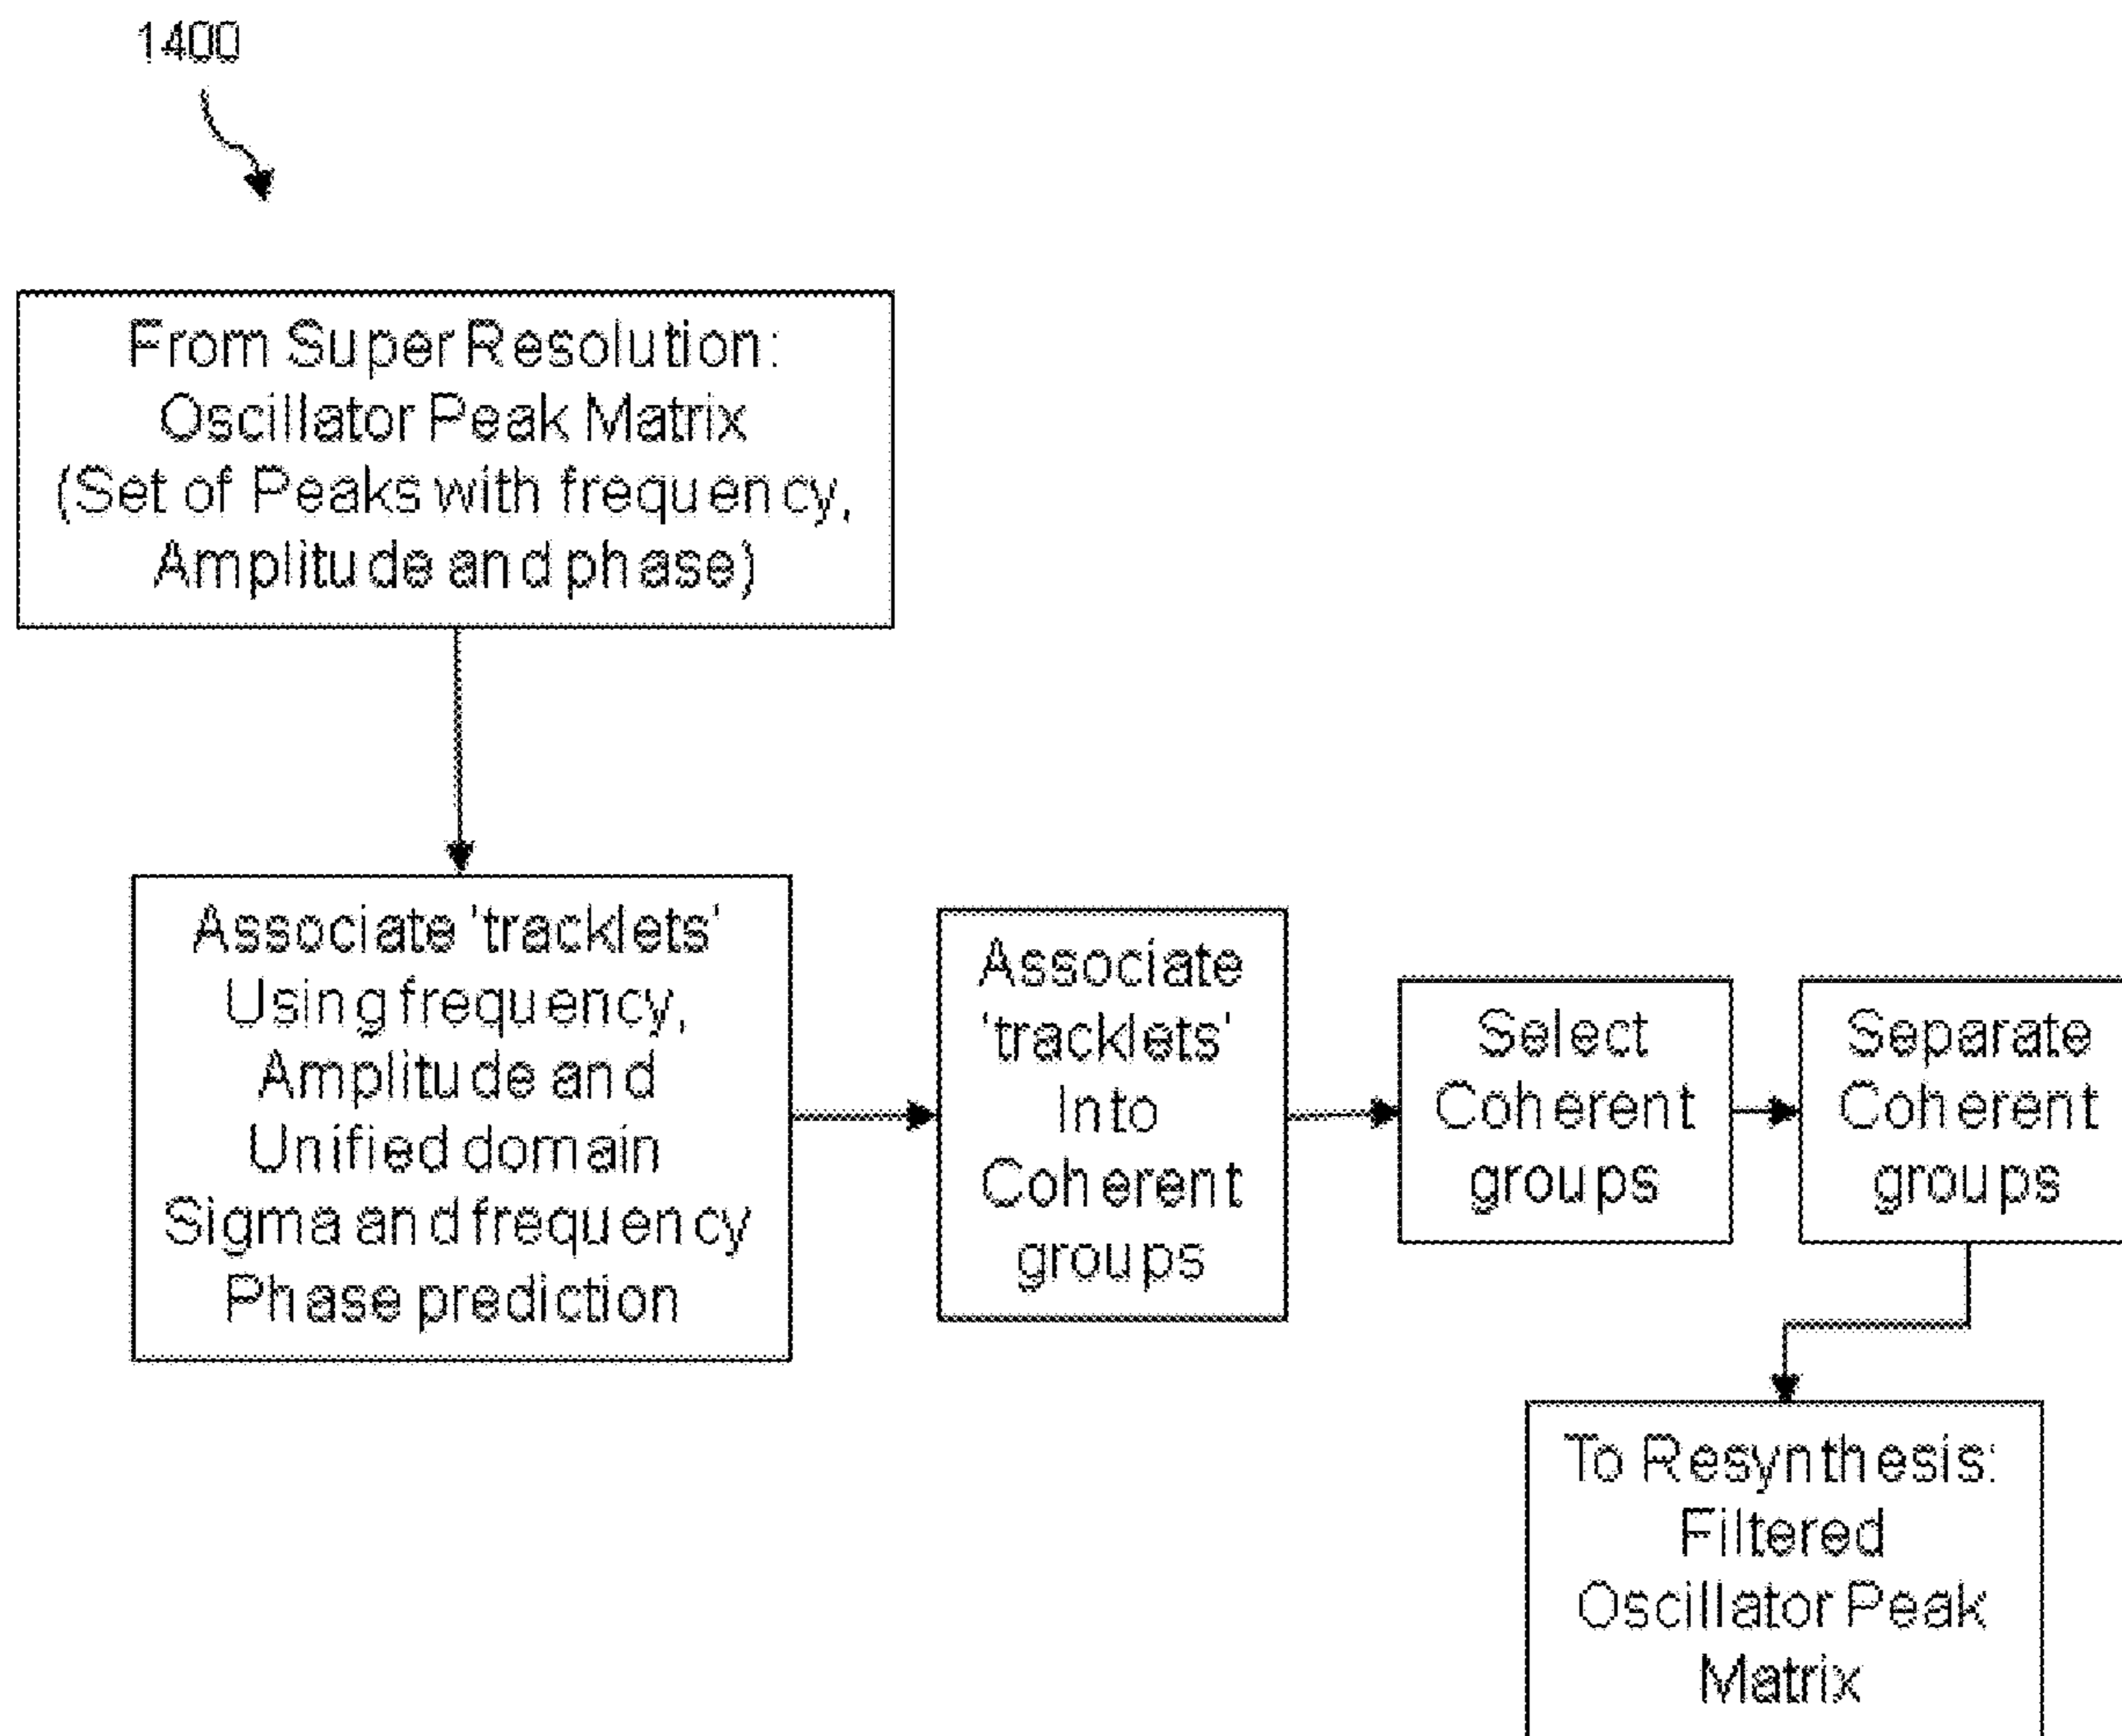 1400
From Super Resolution:
Oscillator Peak Matrix
(Set of Peaks with frequency,
Amplitude and phase)
Associate 'tracklets'
Using frequency,
Amplitude and
Unified domain
Sigma and frequency
Phase prediction
Associate
'tracklets'
Into
Coherent
groups
Select
Coherent
groups
Separate
Coherent
groups
To Resynthesis:
Filtered
Oscillator Peak
Matrix